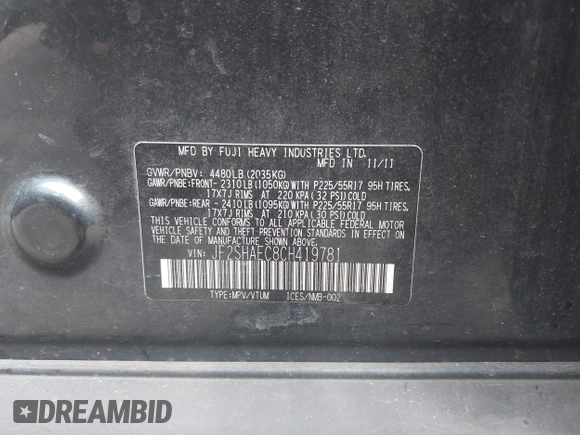 MFD BY FUJI HEAVY INDUSTRIES LTD.
MFD IN 11/11
GVWR/PNBV: 4480LB (2035KG)
GAWR/PNBE:FRONT- 2310LB (1050KG) WITH P225/55R17 95H TIRES,
17X7J RIMS AT 220 KPA ( 32 PSI) COLD
GAWR/PNBE:REAR - 2410LB (1095KG) WITH P225/55R17 95H TIRES,
17X7J RIMS AT 210 KPA ( 30 PSI) COLD
THIS VEHICLE CONFORMS TO ALL APPLICABLE FEDERAL MOTOR
VEHICLE SAFETY AND BUMPER STANDARDS IN EFFECT ON
THE DATE OF MANUFACTURE SHOWN ABOVE.
VIN: JF2SHAEC8CH419781
TYPE:MPV/VTUM ICES/NMB-002
DREAMBID